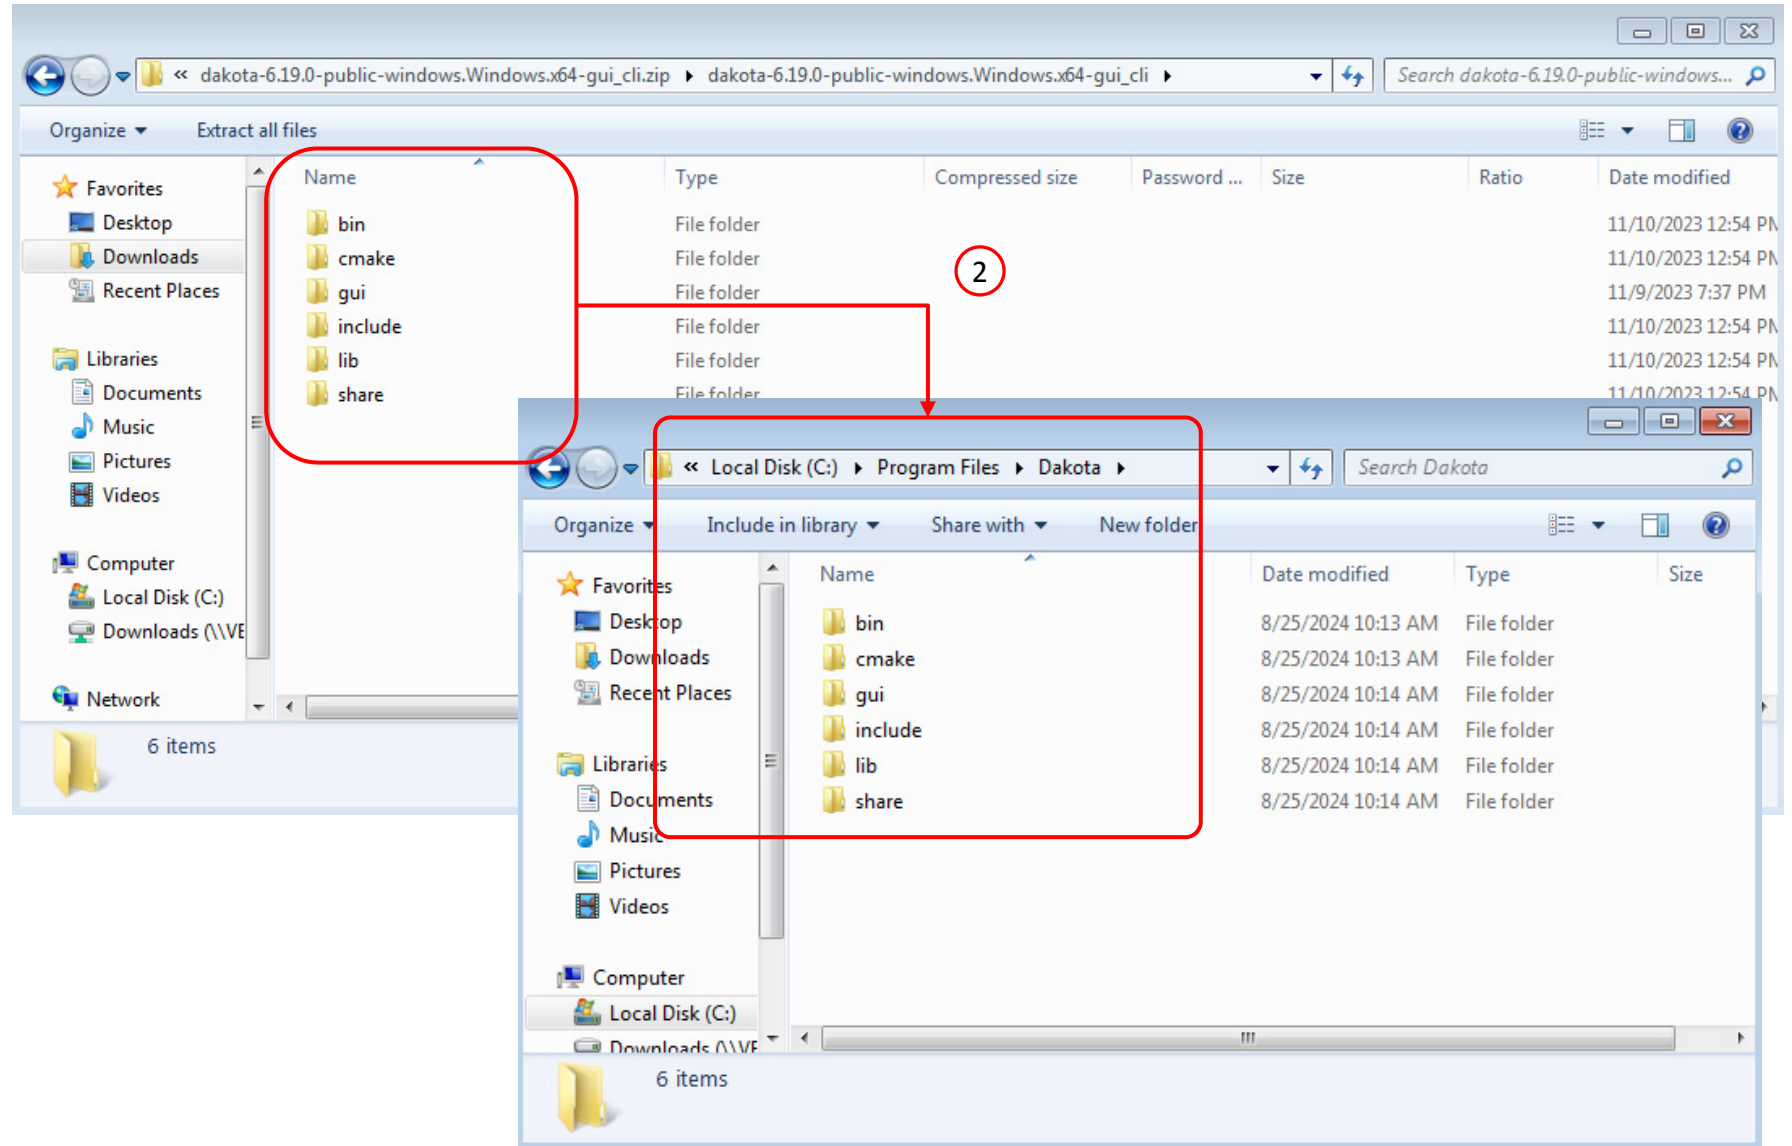 « dakota-6.19.0-public-windows.Windows.x64-gui_cli.zip dakota-6.19.0-public-windows.Windows.x64-gui_cli Search dakota-6.19.0-public-windows...
Organize Extract all files
Favorites
Desktop
Downloads
Recent Places
Libraries
Documents
Music
Pictures
Videos
Computer
Local Disk (C:)
Downloads (\\VE
Network
Name Type Compressed size Password ... Size Ratio Date modified
bin File folder 11/10/2023 12:54 PM
cmake File folder 11/10/2023 12:54 PM
gui File folder 11/9/2023 7:37 PM
include File folder 11/10/2023 12:54 PM
lib File folder 11/10/2023 12:54 PM
share File folder 11/10/2023 12:54 PM
6 items
2
« Local Disk (C:) Program Files Dakota Search Dakota
Organize Include in library Share with New folder
Favorites
Desktop
Downloads
Recent Places
Libraries
Documents
Music
Pictures
Videos
Computer
Local Disk (C:)
Downloads (\\VE
Name Date modified Type Size
bin 8/25/2024 10:13 AM File folder
cmake 8/25/2024 10:13 AM File folder
gui 8/25/2024 10:14 AM File folder
include 8/25/2024 10:14 AM File folder
lib 8/25/2024 10:14 AM File folder
share 8/25/2024 10:14 AM File folder
6 items